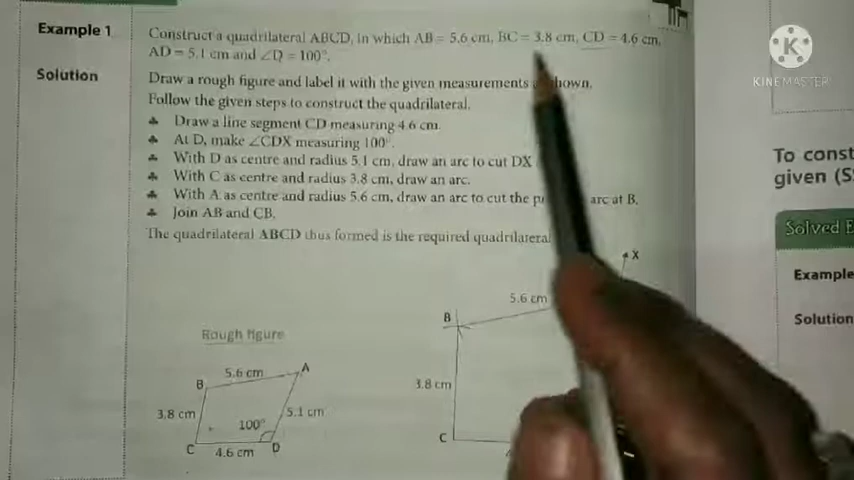 Example 1
Construct a quadrilateral ABCD, in which AB = 5.6 cm, BC = 3.8 cm, CD = 4.6 cm,
AD = 5.1 cm and ∠D = 100°.
Solution
Draw a rough figure and label it with the given measurements shown.
Follow the given steps to construct the quadrilateral.
♣ Draw a line segment CD measuring 4.6 cm.
♣ At D, make ∠CDX measuring 100°.
♣ With D as centre and radius 5.1 cm, draw an arc to cut DX
♣ With C as centre and radius 3.8 cm, draw an arc.
♣ With A as centre and radius 5.6 cm, draw an arc to cut the arc at B.
♣ Join AB and CB.
The quadrilateral ABCD thus formed is the required quadrilateral
Rough figure
5.6 cm
A
B
3.8 cm
100°
5.1 cm
C
4.6 cm
D
X
5.6 cm
B
3.8 cm
C
K
KINEMASTER
To const
given (S
Solved E
Example
Solution